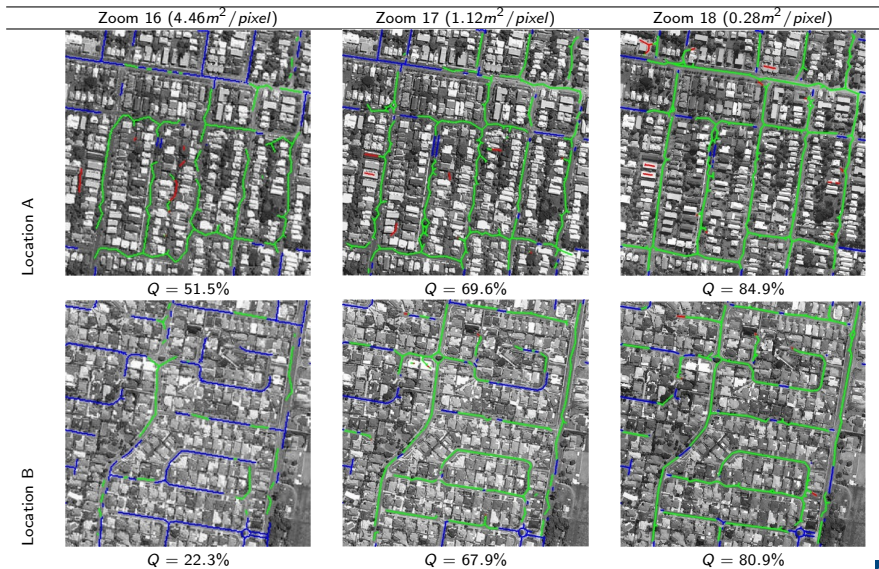 Zoom 16 (4.46m²/pixel) Zoom 17 (1.12m²/pixel) Zoom 18 (0.28m²/pixel)
Location A
Q = 51.5% Q = 69.6% Q = 84.9%
Location B
Q = 22.3% Q = 67.9% Q = 80.9%